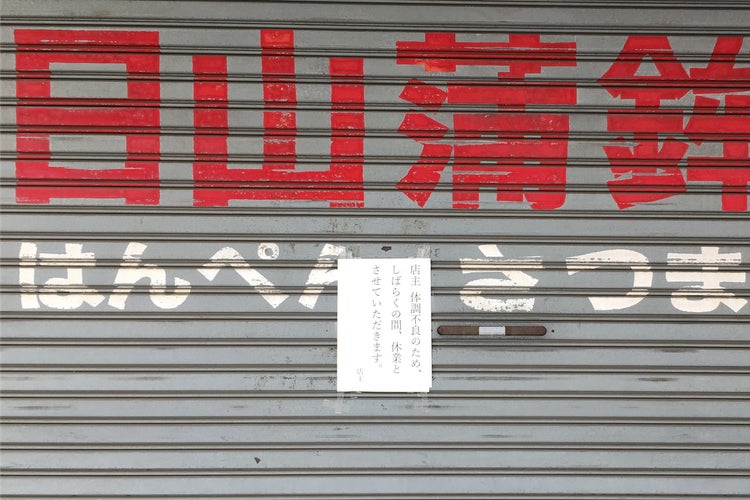 日山蒲鉾
はんぺん さつま
店主 体調不良のため、
しばらくの間、休業と
させていただきます。
店主